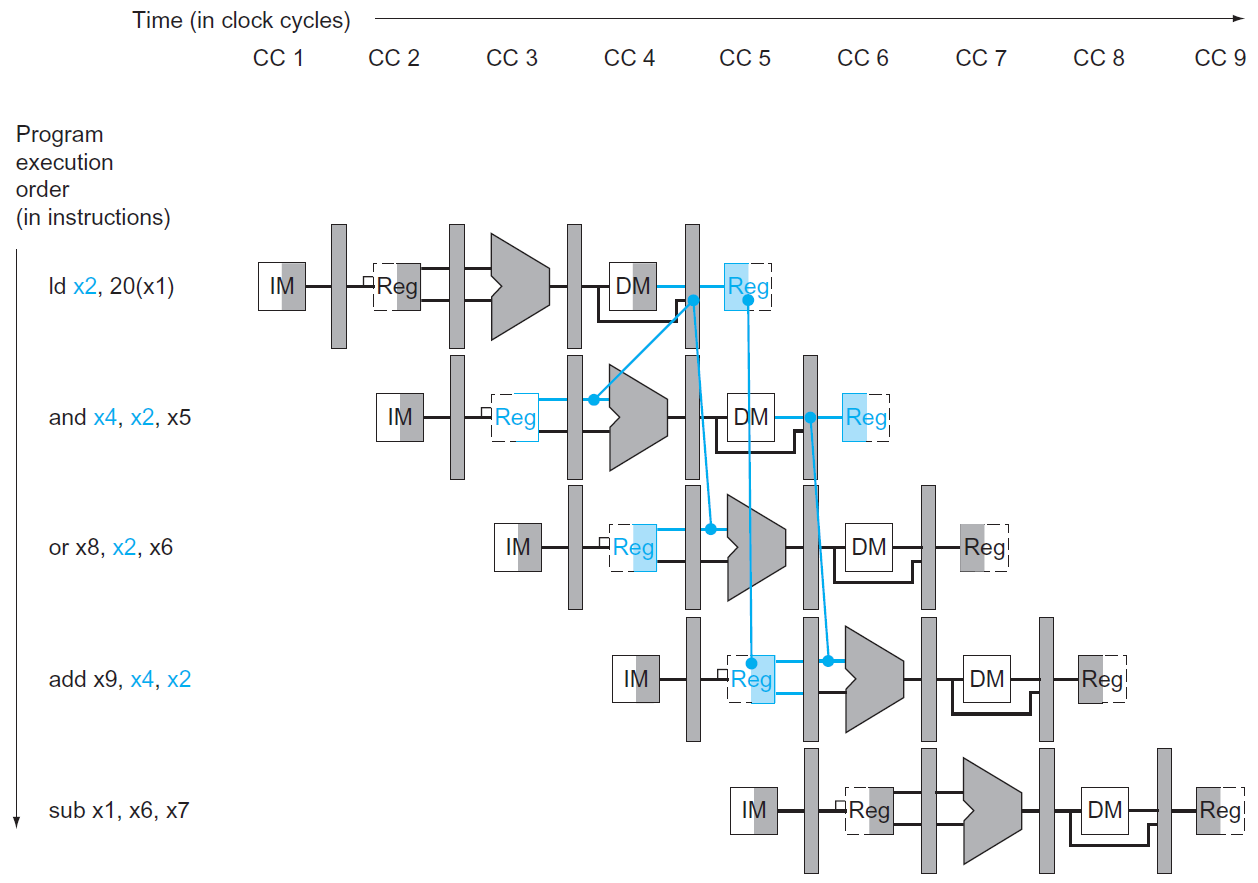 Time (in clock cycles)
CC 1 CC 2 CC 3 CC 4 CC 5 CC 6 CC 7 CC 8 CC 9
Program
execution
order
(in instructions)
ld x2, 20(x1) IM Reg DM Reg
and x4, x2, x5 IM Reg DM Reg
or x8, x2, x6 IM Reg DM Reg
add x9, x4, x2 IM Reg DM Reg
sub x1, x6, x7 IM Reg DM Reg